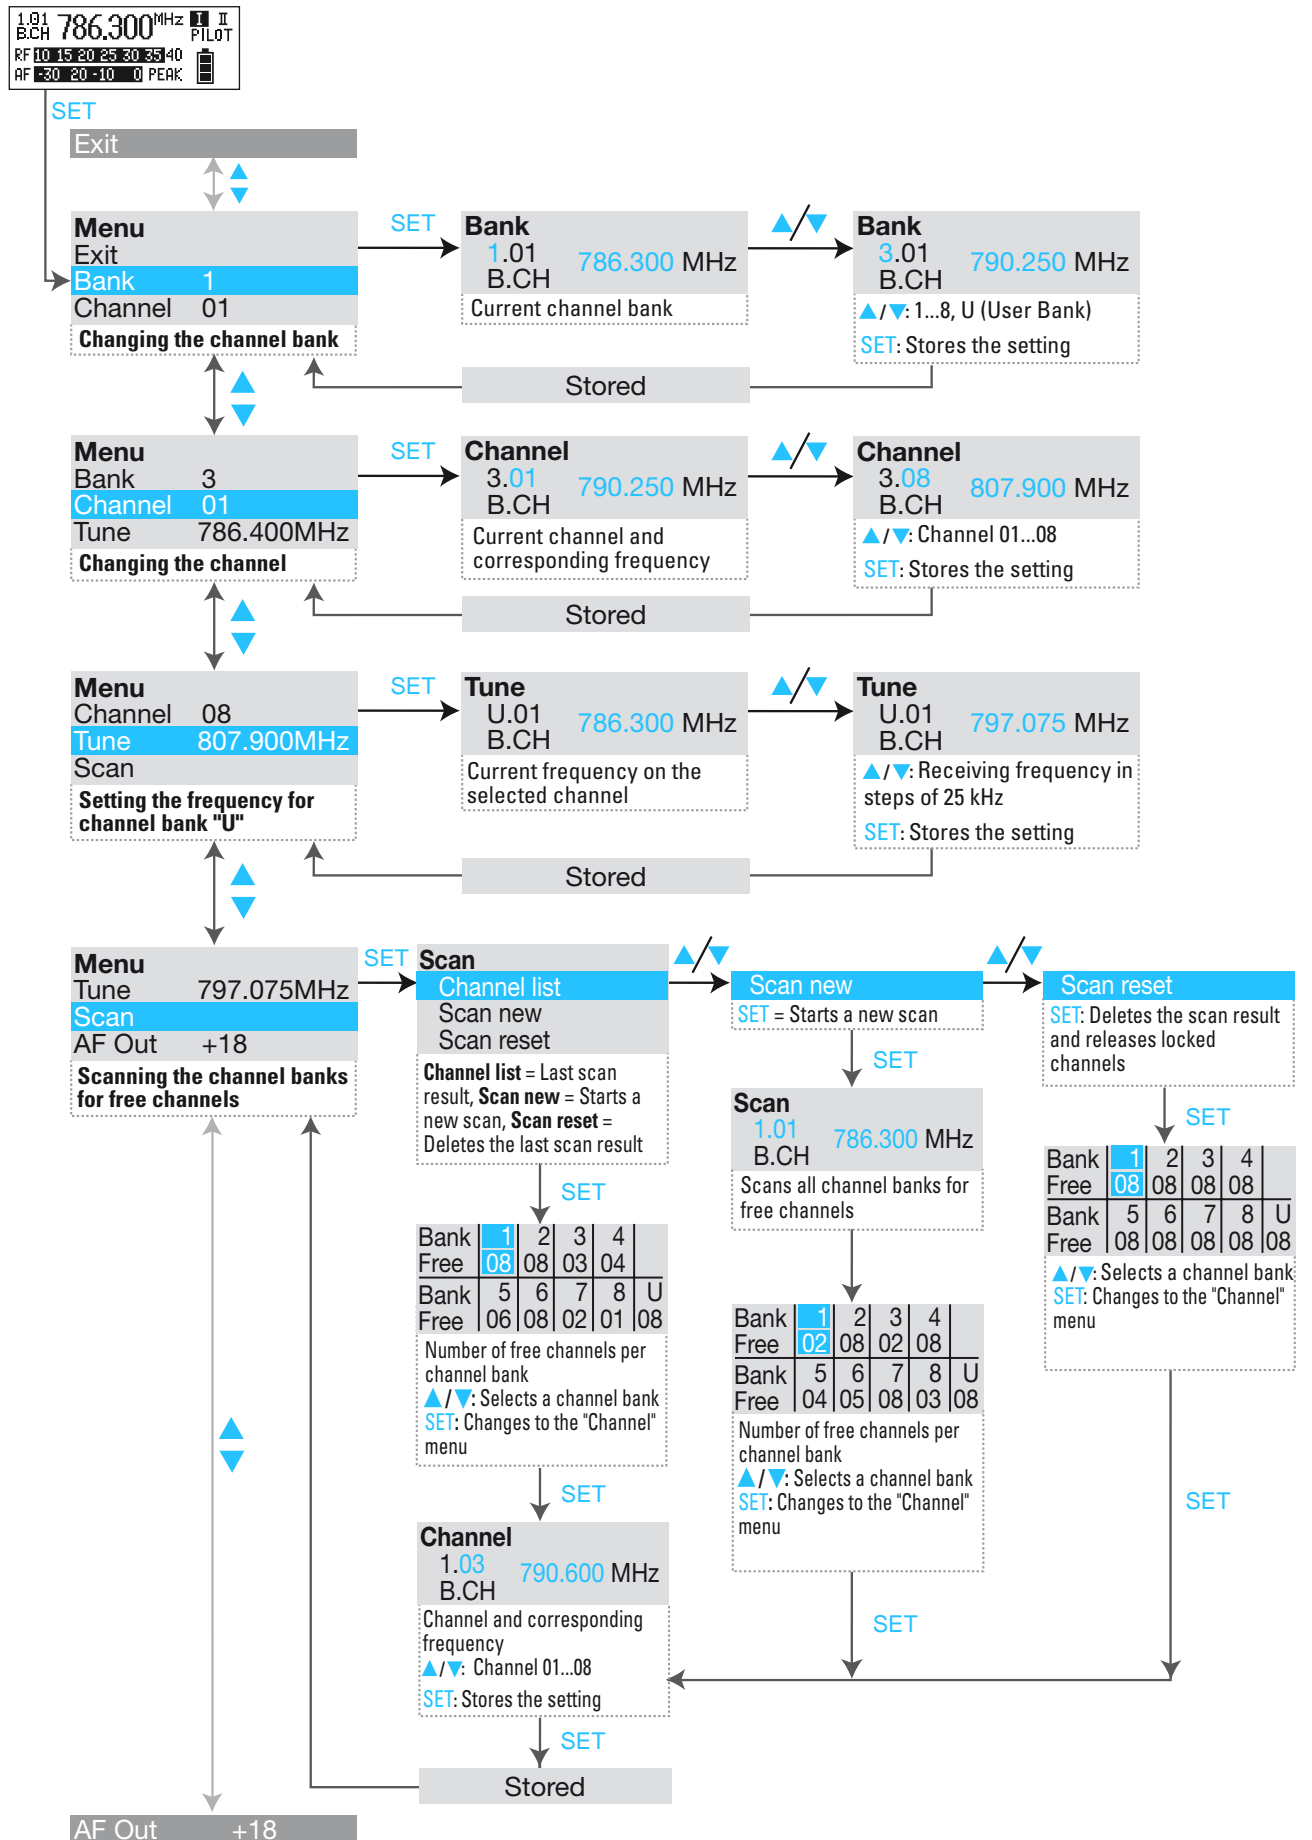 1.01 786.300 MHz I II
B.CH PILOT
RF 10 15 20 25 30 35 40
AF -30 20 -10 0 PEAK
SET
Exit
Menu
Exit
Bank 1
Channel 01
Changing the channel bank
SET
Bank
1.01 786.300 MHz
B.CH
Current channel bank
▲/▼
Bank
3.01 790.250 MHz
B.CH
▲/▼: 1...8, U (User Bank)
SET: Stores the setting
Stored
Menu
Bank 3
Channel 01
Tune 786.400MHz
Changing the channel
SET
Channel
3.01 790.250 MHz
B.CH
Current channel and
corresponding frequency
▲/▼
Channel
3.08 807.900 MHz
B.CH
▲/▼: Channel 01...08
SET: Stores the setting
Stored
Menu
Channel 08
Tune 807.900MHz
Scan
Setting the frequency for
channel bank "U"
SET
Tune
U.01 786.300 MHz
B.CH
Current frequency on the
selected channel
▲/▼
Tune
U.01 797.075 MHz
B.CH
▲/▼: Receiving frequency in
steps of 25 kHz
SET: Stores the setting
Stored
Menu
Tune 797.075MHz
Scan
AF Out +18
Scanning the channel banks
for free channels
SET
Scan
Channel list
Scan new
Scan reset
Channel list = Last scan
result, Scan new = Starts a
new scan, Scan reset =
Deletes the last scan result
SET
Bank 1 2 3 4
Free 08 08 03 04
Bank 5 6 7 8 U
Free 06 08 02 01 08
Number of free channels per
channel bank
▲/▼: Selects a channel bank
SET: Changes to the "Channel"
menu
SET
Channel
1.03 790.600 MHz
B.CH
Channel and corresponding
frequency
▲/▼: Channel 01...08
SET: Stores the setting
SET
Stored
▲/▼
Scan new
SET = Starts a new scan
SET
Scan
1.01 786.300 MHz
B.CH
Scans all channel banks for
free channels
Bank 1 2 3 4
Free 02 08 02 08
Bank 5 6 7 8 U
Free 04 05 08 03 08
Number of free channels per
channel bank
▲/▼: Selects a channel bank
SET: Changes to the "Channel"
menu
SET
▲/▼
Scan reset
SET: Deletes the scan result
and releases locked
channels
SET
Bank 1 2 3 4
Free 08 08 08 08
Bank 5 6 7 8 U
Free 08 08 08 08 08
▲/▼: Selects a channel bank
SET: Changes to the "Channel"
menu
SET
AF Out +18